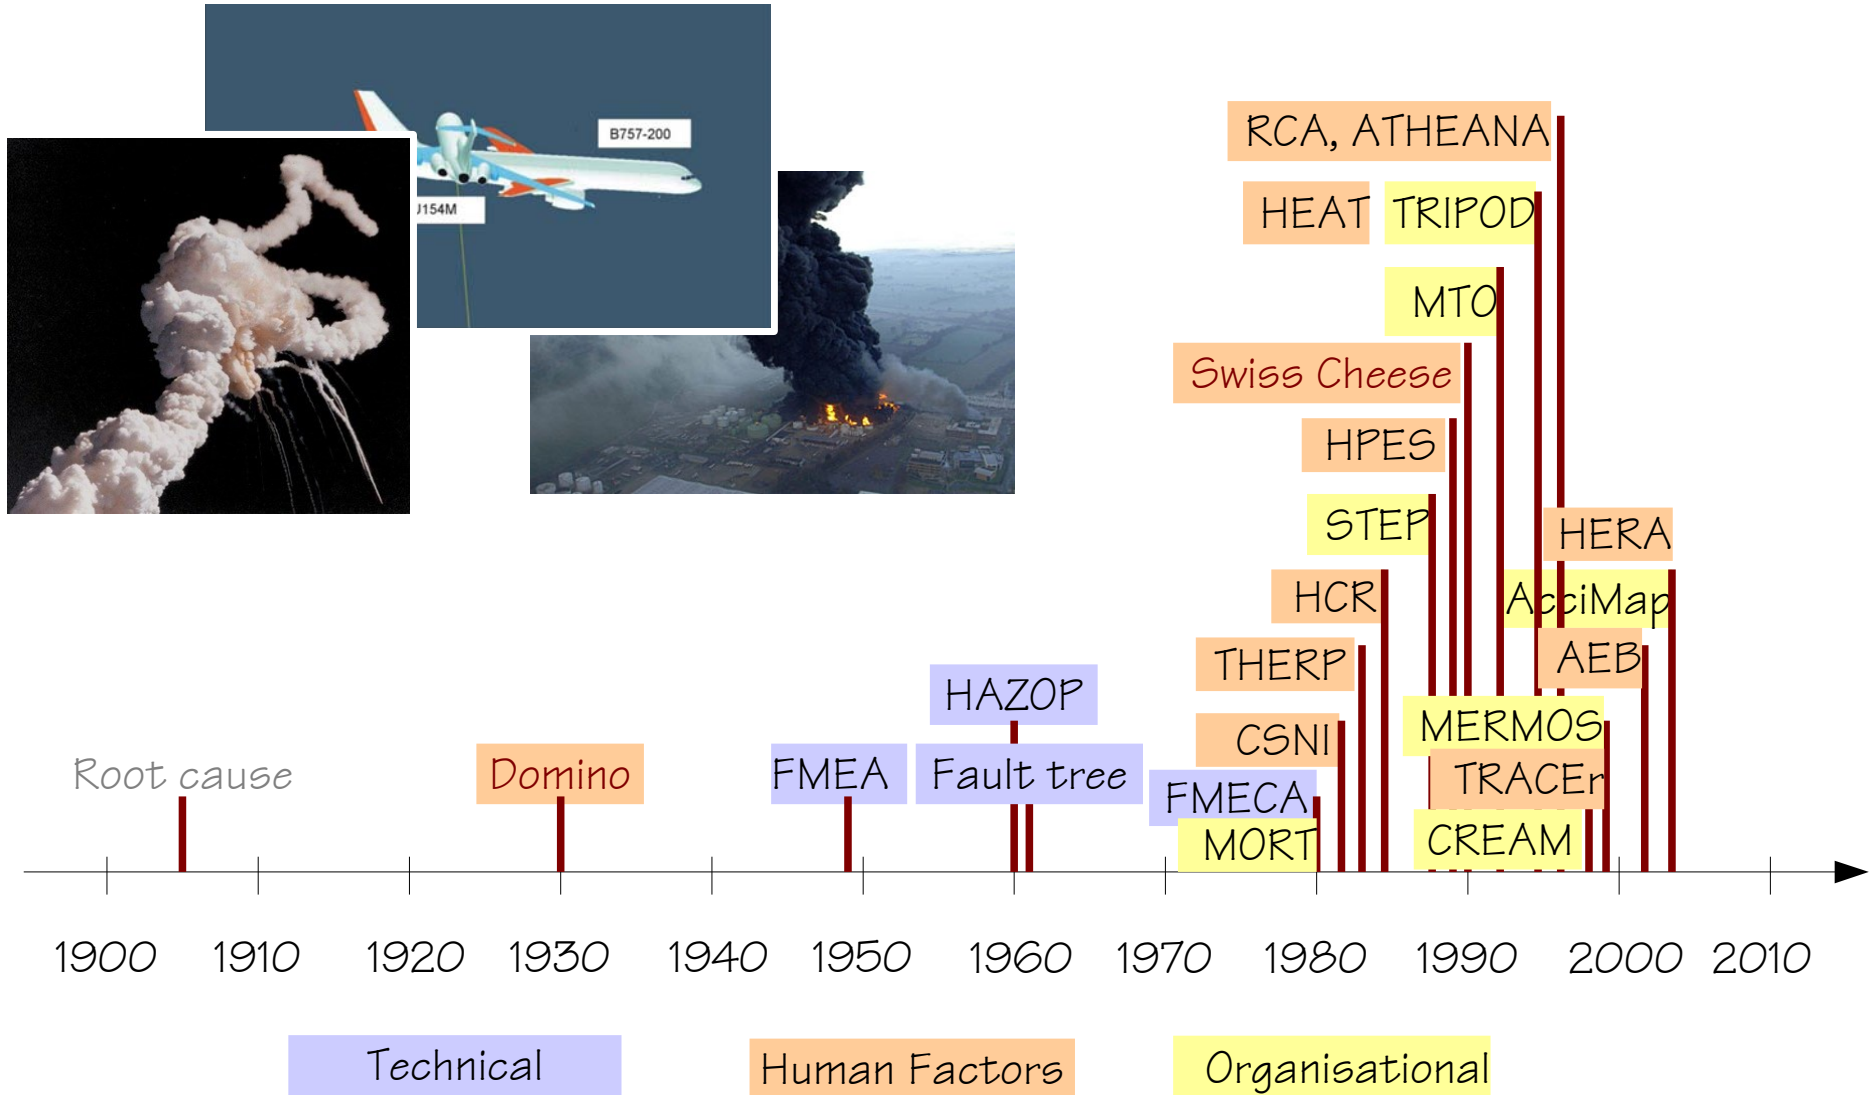 B757-200
J154M
RCA, ATHEANA
HEAT
TRIPOD
MTO
Swiss Cheese
HPES
STEP
HERA
HCR
AcciMap
THERP
AEB
HAZOP
MERMOS
CSNI
Root cause
Domino
FMEA
Fault tree
TRACEr
FMECA
MORT
CREAM
1900 1910 1920 1930 1940 1950 1960 1970 1980 1990 2000 2010
Technical
Human Factors
Organisational